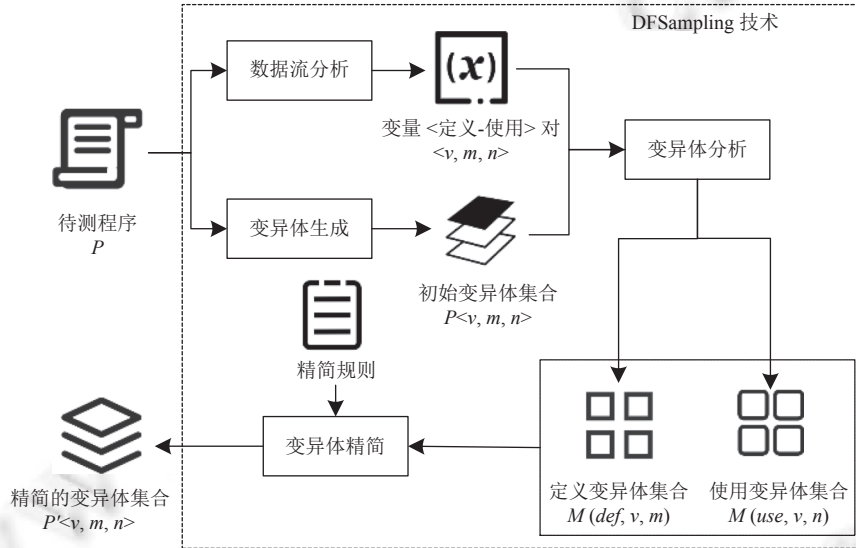 DFSampling 技术
数据流分析
(x)
变量 <定义-使用> 对
<v, m, n>
变异体分析
待测程序
P
变异体生成
初始变异体集合
P<v, m, n>
精简规则
变异体精简
精简的变异体集合
P'<v, m, n>
定义变异体集合
M (def, v, m)
使用变异体集合
M (use, v, n)